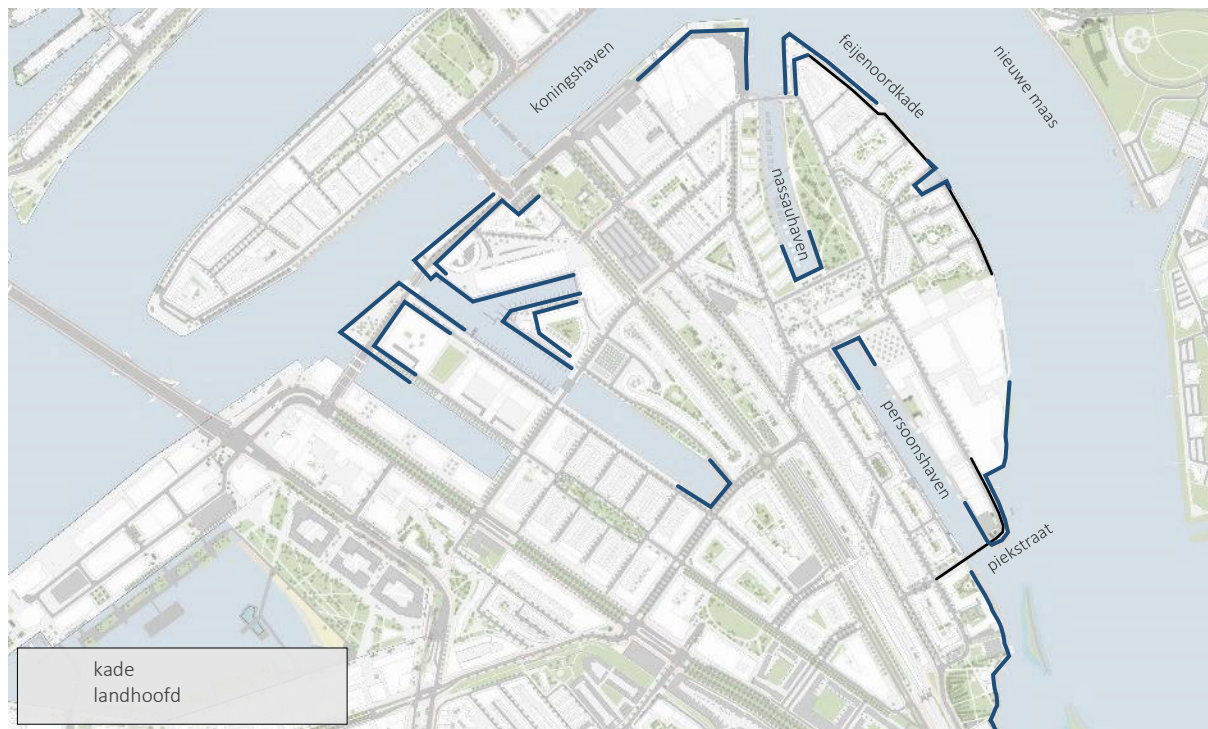 koningshaven
feijenoordkade
nieuwe maas
nassauhaven
persoonshaven
piekstraat
kade
landhoofd